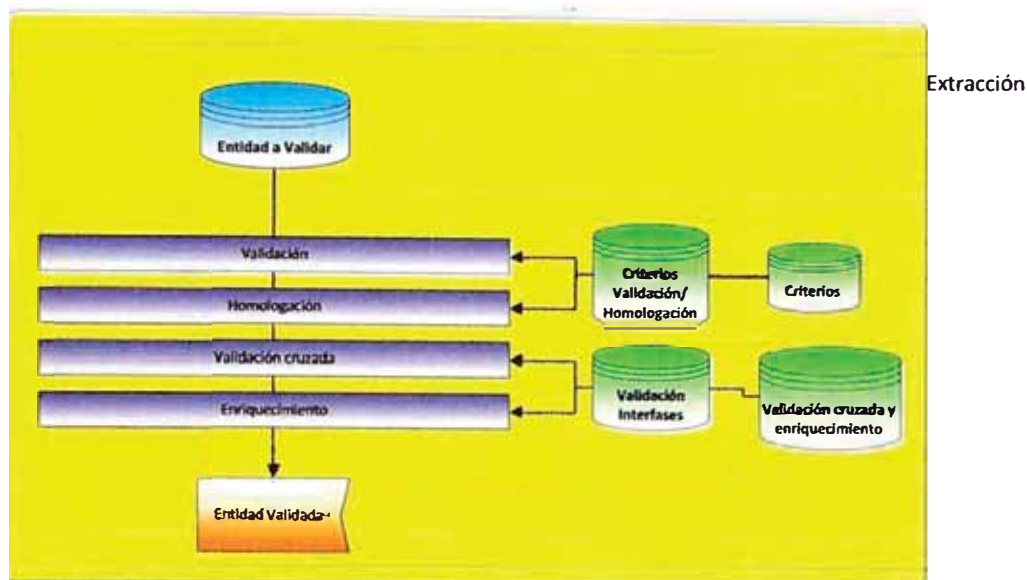 Extracción
Entidad a Validar
Validación
Homologación
Validación cruzada
Enriquecimiento
Criterios
Validación/
Homologación
Criterios
Validación
Interfases
Validación cruzada y
enriquecimiento
Entidad Validada